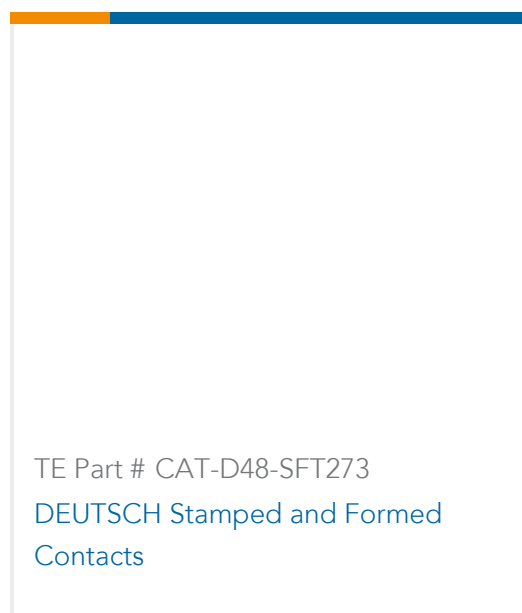 TE Part # CAT-D48-SFT273
DEUTSCH Stamped and Formed
Contacts